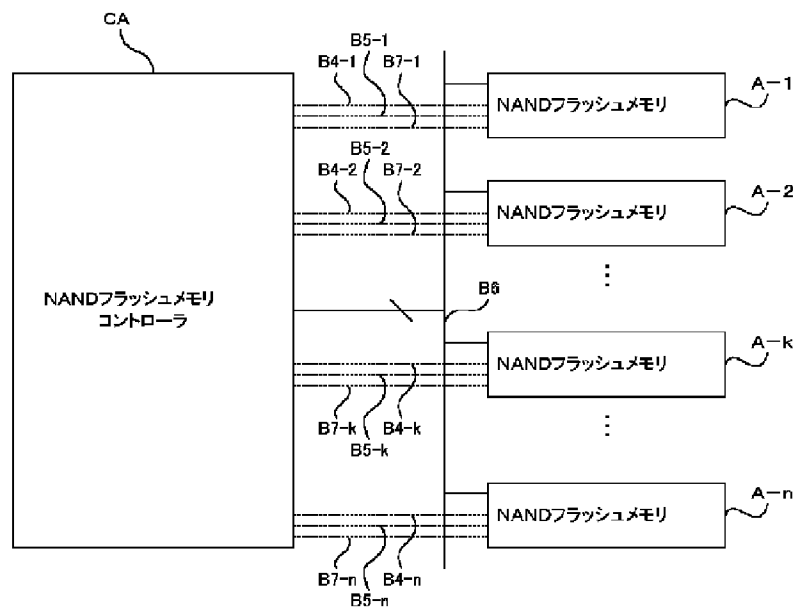 CA
B5-1
B4-1
B7-1
NANDフラッシュメモリ
A-1
B5-2
B4-2
B7-2
NANDフラッシュメモリ
A-2
NANDフラッシュメモリ
コントローラ
B6
NANDフラッシュメモリ
A-k
B7-k
B4-k
B5-k
NANDフラッシュメモリ
A-n
B7-n
B4-n
B5-n